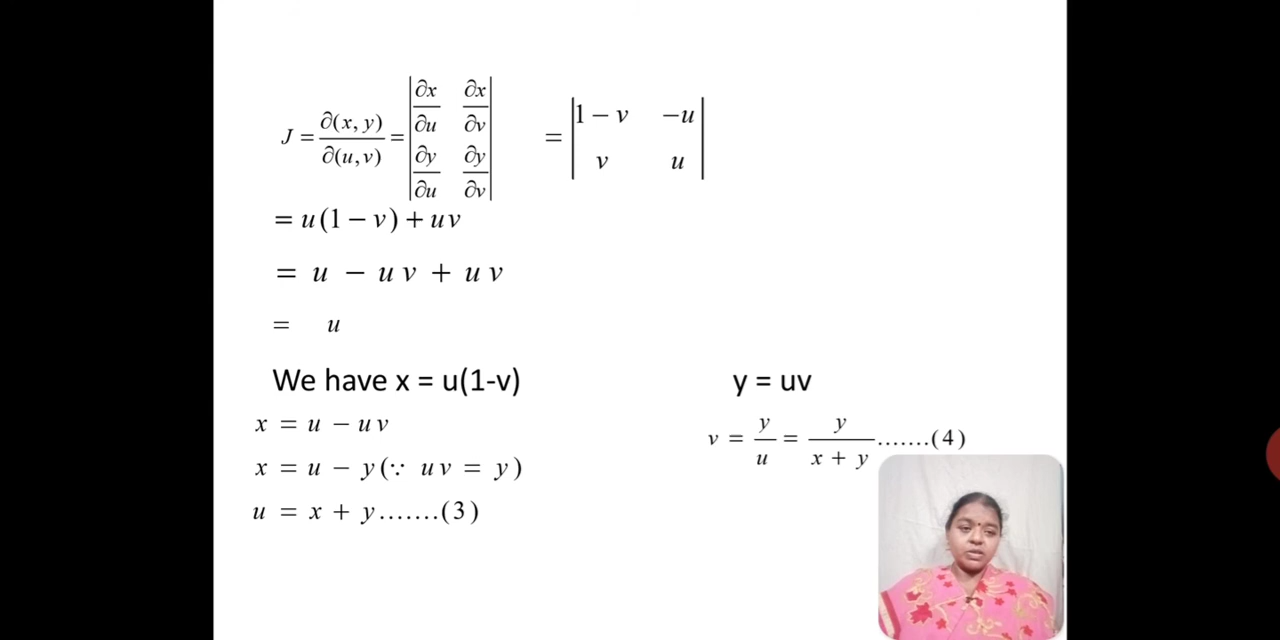 J = ∂(x, y)/∂(u, v) = |∂x/∂u ∂x/∂v; ∂y/∂u ∂y/∂v| = |1 − v −u; v u|
= u(1 − v) + uv
= u − uv + uv
= u
We have x = u(1-v)
x = u − uv
x = u − y(∵ uv = y)
u = x + y.......(3)
y = uv
v = y/u = y/(x + y).......(4)